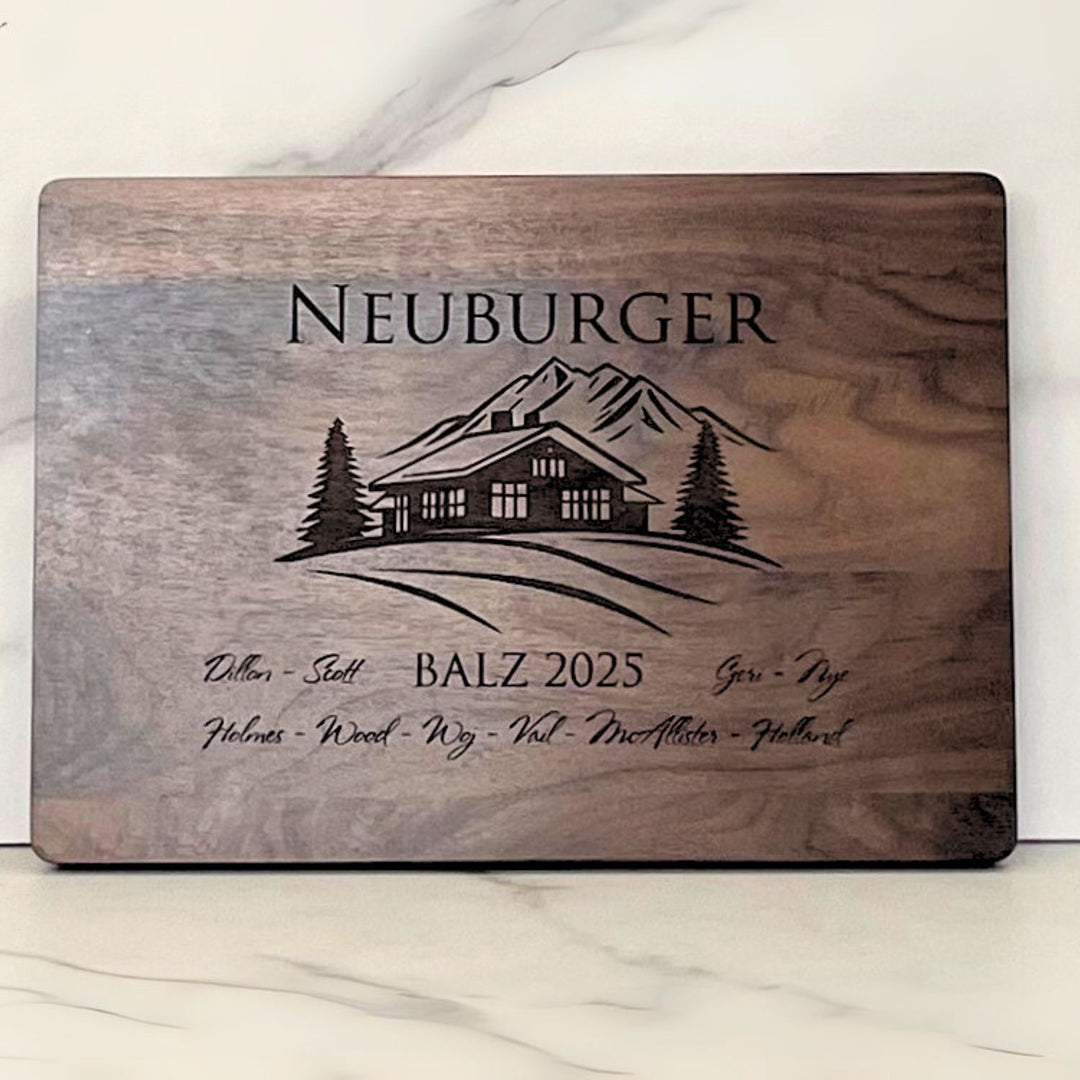 NEUBURGER
Dillon - Scott BALZ 2025 Geri - Nye
Holmes - Wood - Woj - Vail - McAllister - Holland